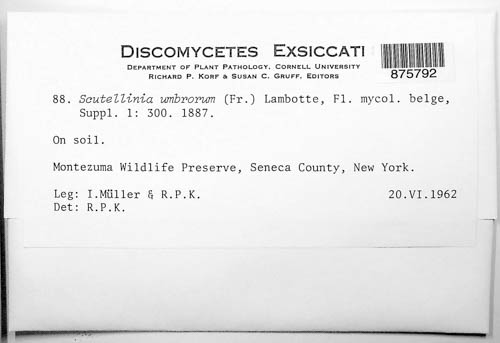 DISCOMYCETES EXSICCATI
DEPARTMENT OF PLANT PATHOLOGY, CORNELL UNIVERSITY
RICHARD P. KORF & SUSAN C. GRUFF, EDITORS
875792
88. Scutellinia umbrorum (Fr.) Lambotte, Fl. mycol. belge,
Suppl. 1: 300. 1887.
On soil.
Montezuma Wildlife Preserve, Seneca County, New York.
Leg: I.Müller & R.P.K. 20.VI.1962
Det: R.P.K.